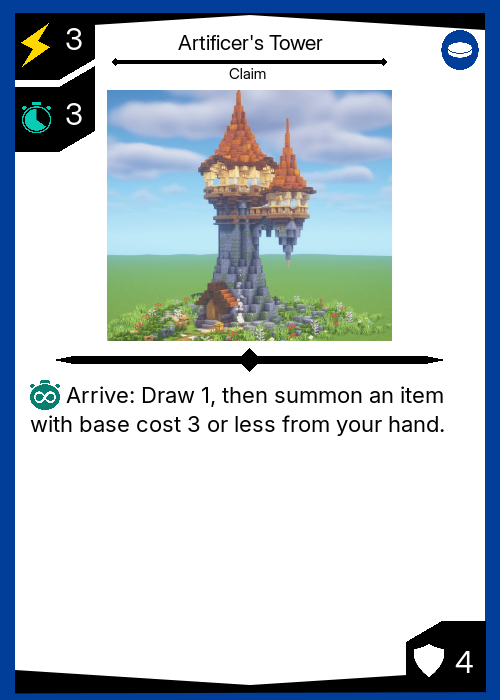 3
Artificer's Tower
Claim
3
Arrive: Draw 1, then summon an item
with base cost 3 or less from your hand.
4